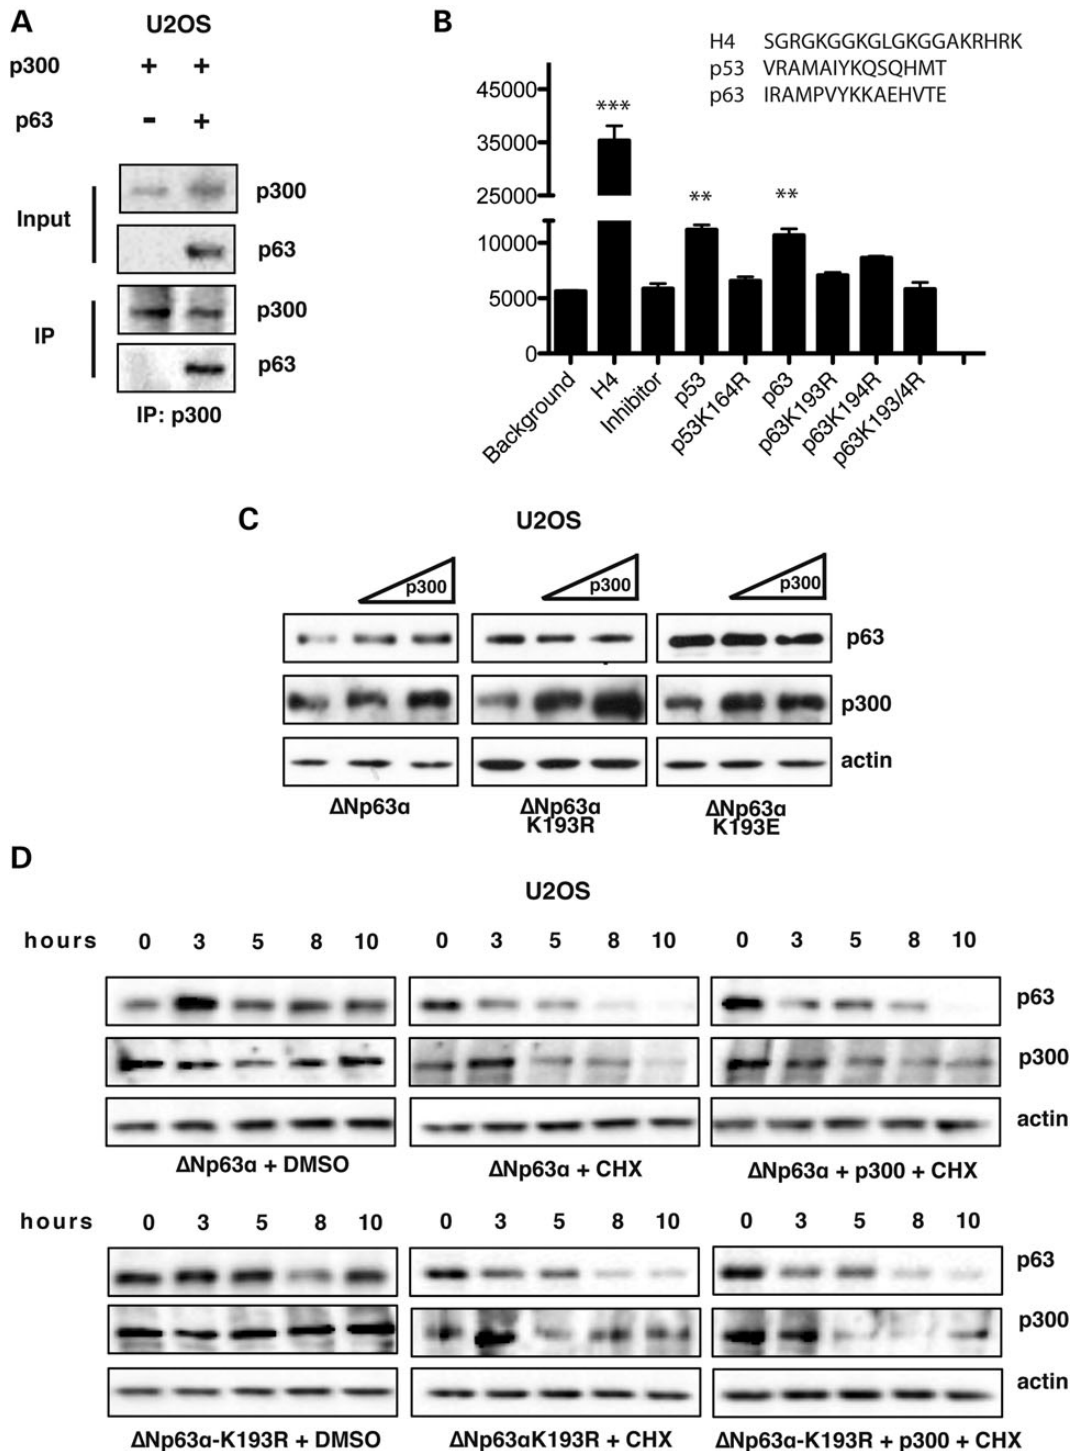 A
U2OS
p300 + +
p63 - +
Input
p300
p63
IP
p300
p63
IP: p300
B
H4 SGRGKGGKGLGKGGAKRHRK
p53 VRAMAIYKQSQHMT
p63 IRAMPVYKKAEHVTE
45000
35000
25000
10000
5000
0
***
**
**
Background
H4
Inhibitor
p53
p53K164R
p63
p63K193R
p63K194R
p63K193/4R
C
U2OS
p300 p300 p300
p63
p300
actin
ΔNp63α
ΔNp63α
K193R
ΔNp63α
K193E
D
U2OS
hours 0 3 5 8 10 0 3 5 8 10 0 3 5 8 10
p63
p300
actin
ΔNp63α + DMSO ΔNp63α + CHX ΔNp63α + p300 + CHX
hours 0 3 5 8 10 0 3 5 8 10 0 3 5 8 10
p63
p300
actin
ΔNp63α-K193R + DMSO ΔNp63αK193R + CHX ΔNp63α-K193R + p300 + CHX